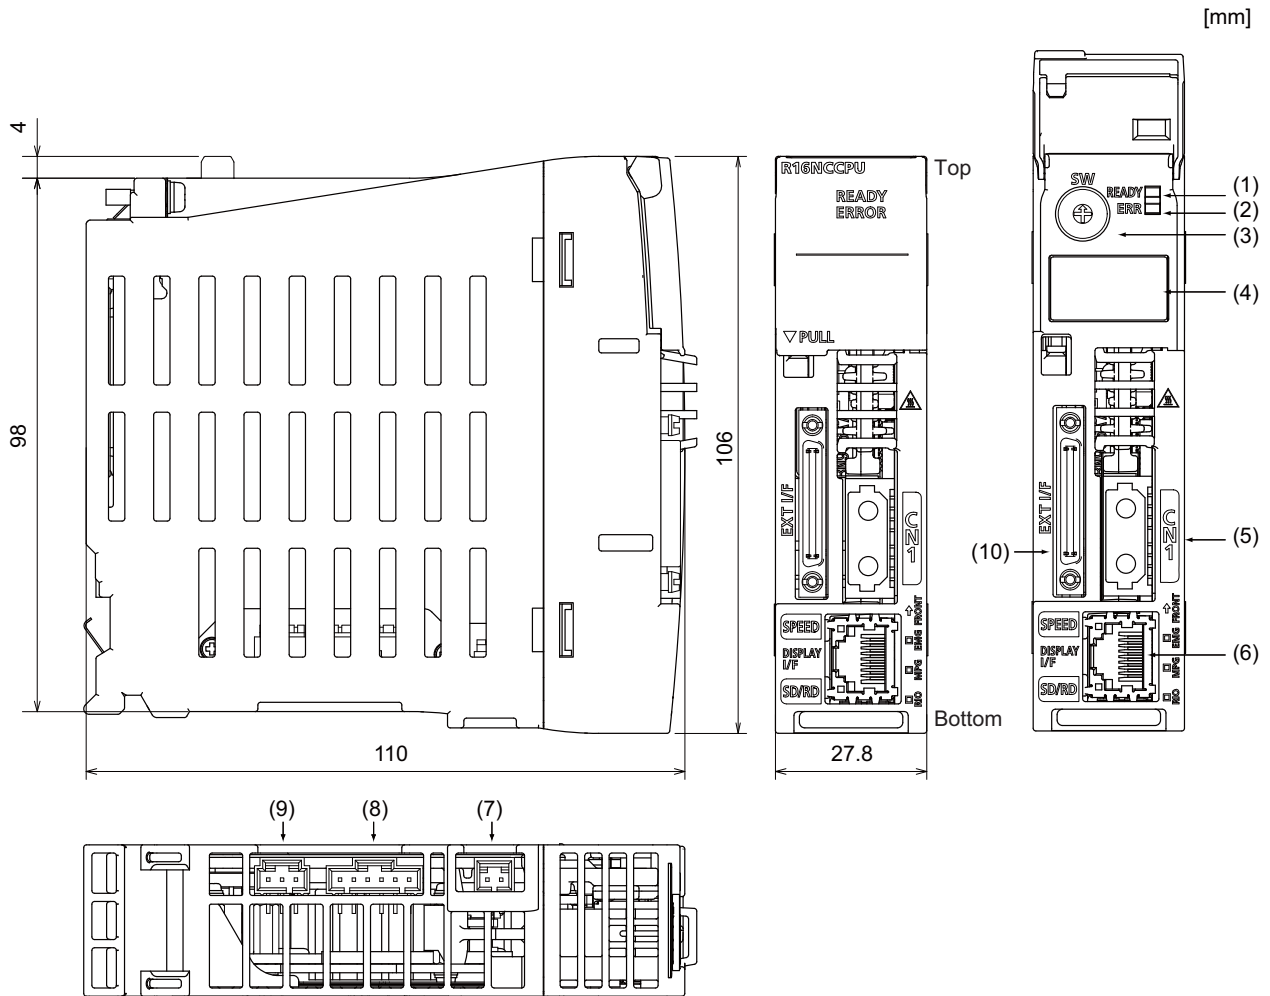 [mm]
4
98
110
106
R16NCCPU
READY
ERROR
▽ PULL
EXT I/F
CN1
SPEED
DISPLAY
I/F
SD/RD
↑ FRONT
EMG
MPG
RIO
Top
Bottom
27.8
SW
READY
ERR
EXT I/F
CN1
SPEED
DISPLAY
I/F
SD/RD
↑ FRONT
EMG
MPG
RIO
(1)
(2)
(3)
(4)
(5)
(6)
(10)
(9)
(8)
(7)